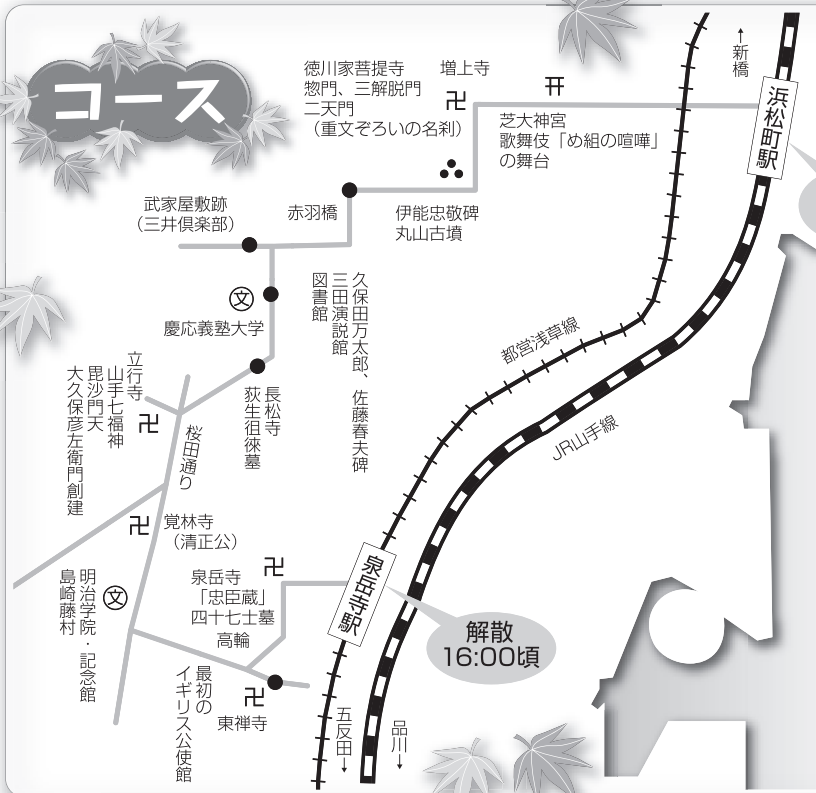 コース
↑新橋
浜松町駅
芝大神宮
歌舞伎「め組の喧嘩」
の舞台
増上寺
徳川家菩提寺
惣門、三解脱門
二天門
(重文ぞろいの名刹)
伊能忠敬碑
丸山古墳
赤羽橋
武家屋敷跡
(三井倶楽部)
文
慶応義塾大学
久保田万太郎、佐藤春夫碑
三田演説館
図書館
長松寺
荻生徂徠墓
立行寺
山手七福神
毘沙門天
大久保彦左衛門創建
桜田通り
覚林寺
(清正公)
文
明治学院・記念館
島崎藤村
泉岳寺
「忠臣蔵」
四十七士墓
高輪
最初の
イギリス公使館
東禅寺
都営浅草線
JR山手線
泉岳寺駅
解散
16:00頃
五反田→
品川→